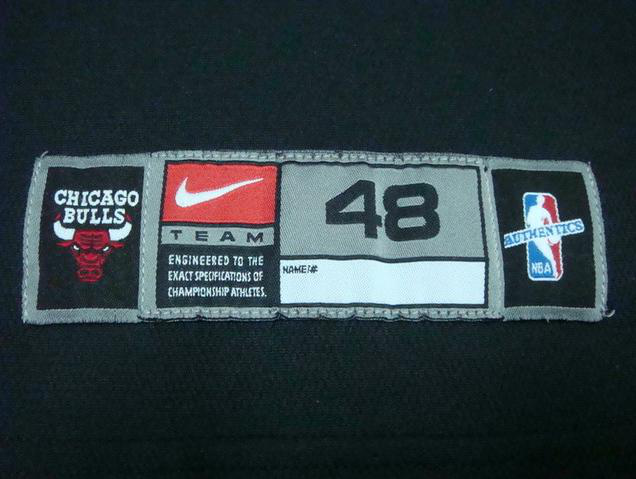 CHICAGO
BULLS
TEAM
ENGINEERED TO THE
EXACT SPECIFICATIONS OF
CHAMPIONSHIP ATHLETES.
48
NAME/#
AUTHENTICS
NBA